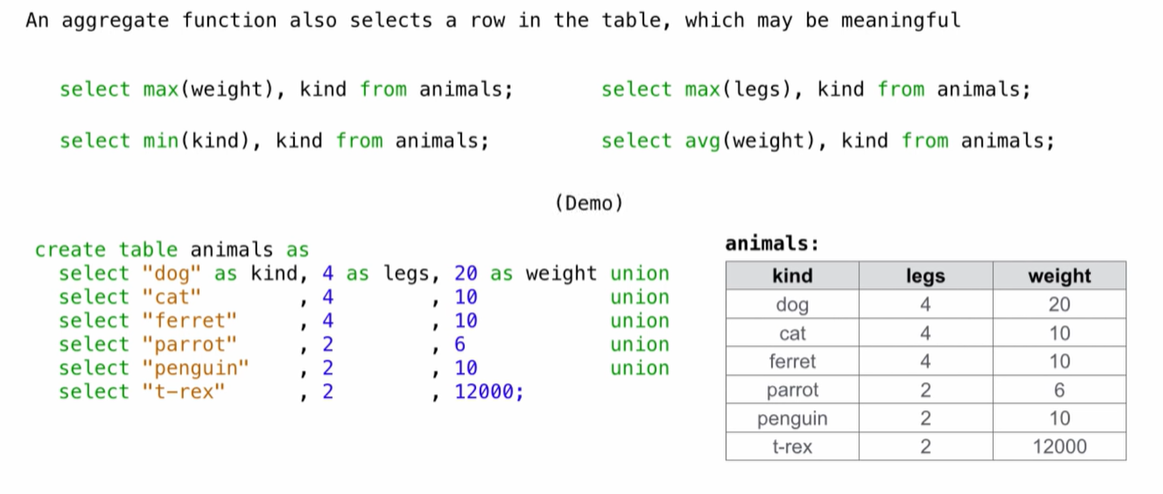 An aggregate function also selects a row in the table, which may be meaningful
select max(weight), kind from animals;
select max(legs), kind from animals;
select min(kind), kind from animals;
select avg(weight), kind from animals;
(Demo)
create table animals as
select "dog" as kind, 4 as legs, 20 as weight union
select "cat" , 4 , 10 union
select "ferret" , 4 , 10 union
select "parrot" , 2 , 6 union
select "penguin" , 2 , 10 union
select "t-rex" , 2 , 12000;
animals:
kind legs weight
dog 4 20
cat 4 10
ferret 4 10
parrot 2 6
penguin 2 10
t-rex 2 12000